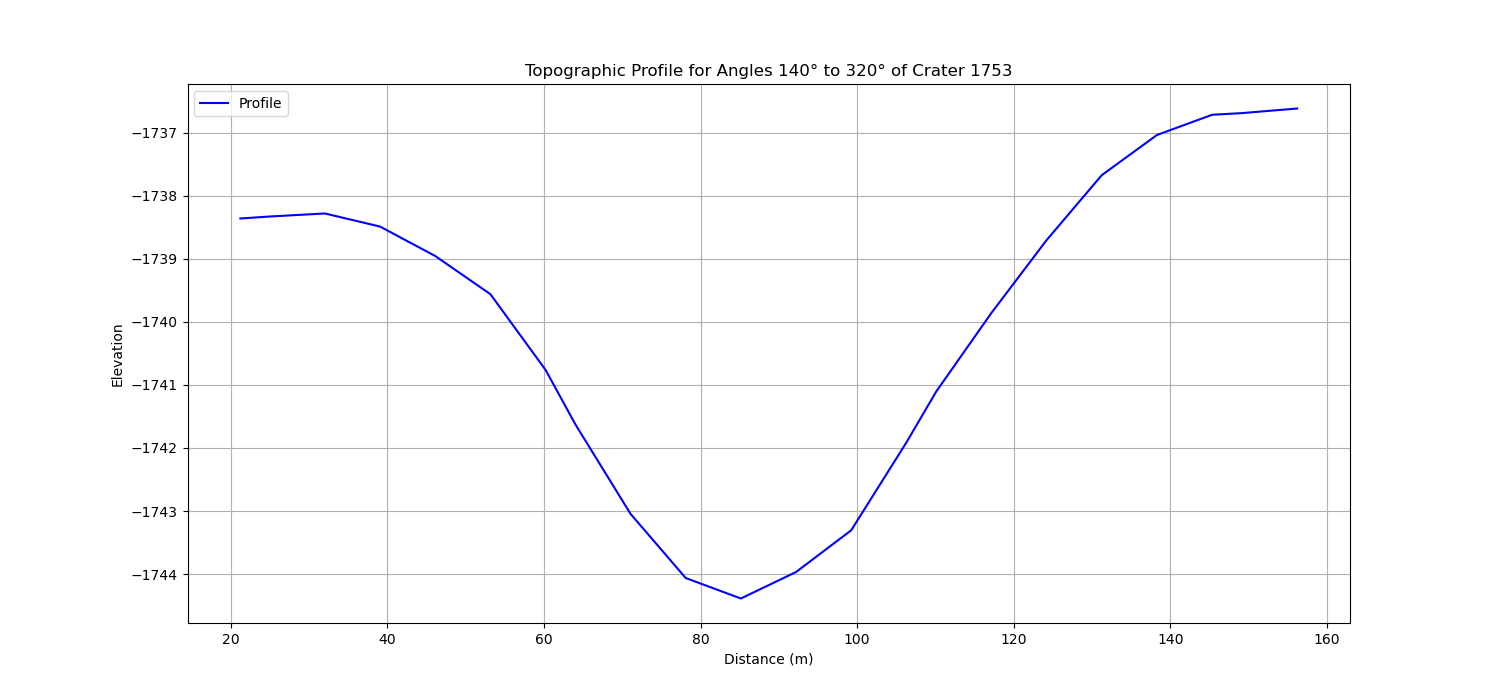 Topographic Profile for Angles 140° to 320° of Crater 1753
Profile
−1737
−1738
−1739
−1740
−1741
−1742
−1743
−1744
Elevation
20 40 60 80 100 120 140 160
Distance (m)